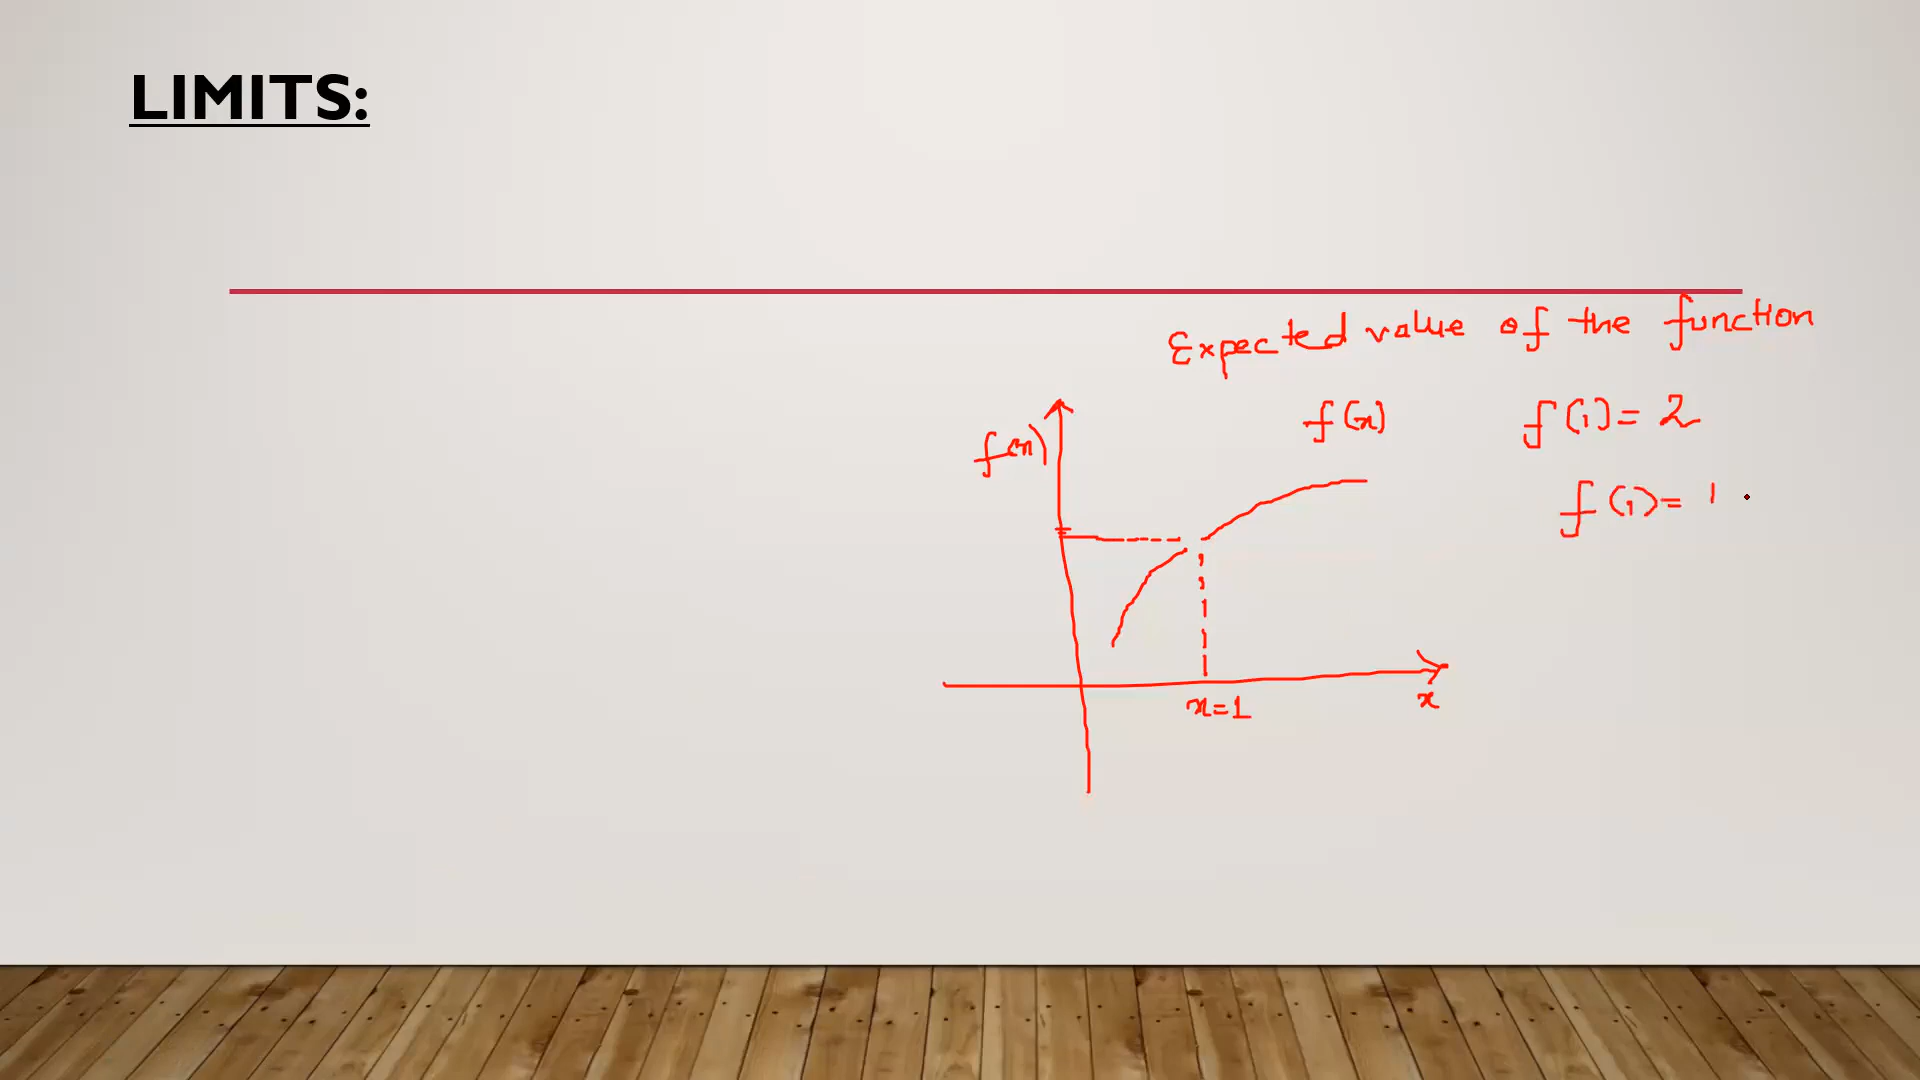 LIMITS:
Expected value of the function
f(x) f(1)= 2
f(x)
f(1)= 1
x=1
x